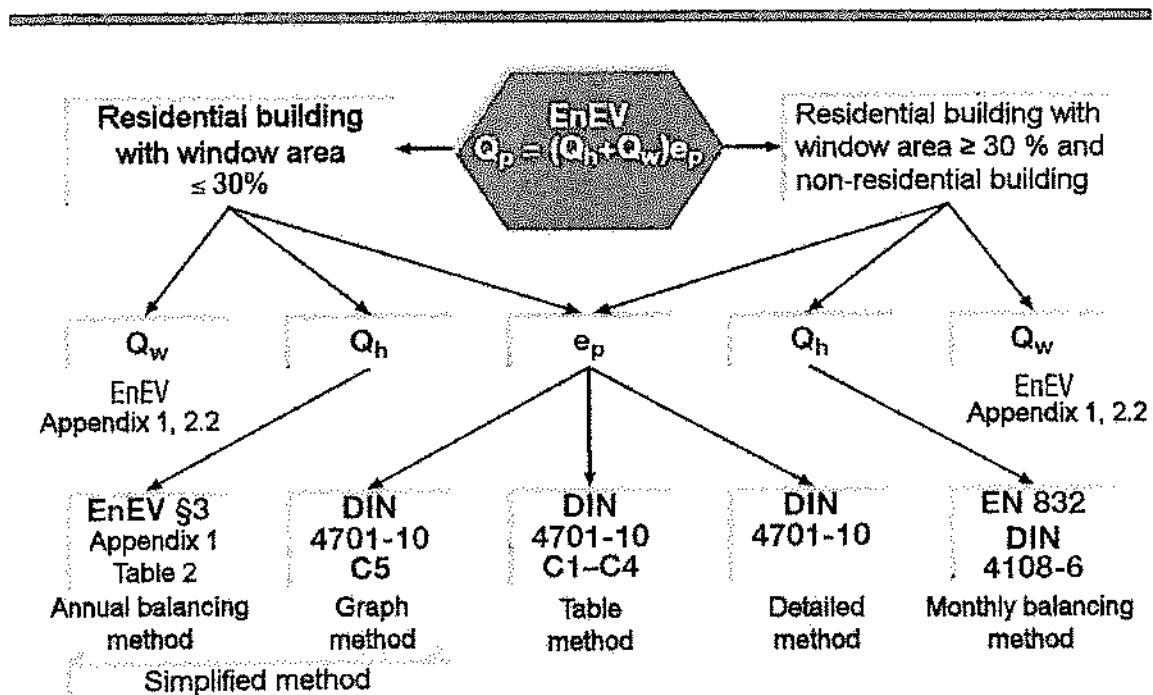 Residential building
with window area
≤ 30%
EnEV
Qp = (Qh+Qw)ep
Residential building with
window area ≥ 30 % and
non-residential building
Qw
EnEV
Appendix 1, 2.2
Qh
ep
Qh
Qw
EnEV
Appendix 1, 2.2
EnEV §3
Appendix 1
Table 2
Annual balancing
method
DIN
4701-10
C5
Graph
method
DIN
4701-10
C1–C4
Table
method
DIN
4701-10
Detailed
method
EN 832
DIN
4108-6
Monthly balancing
method
Simplified method